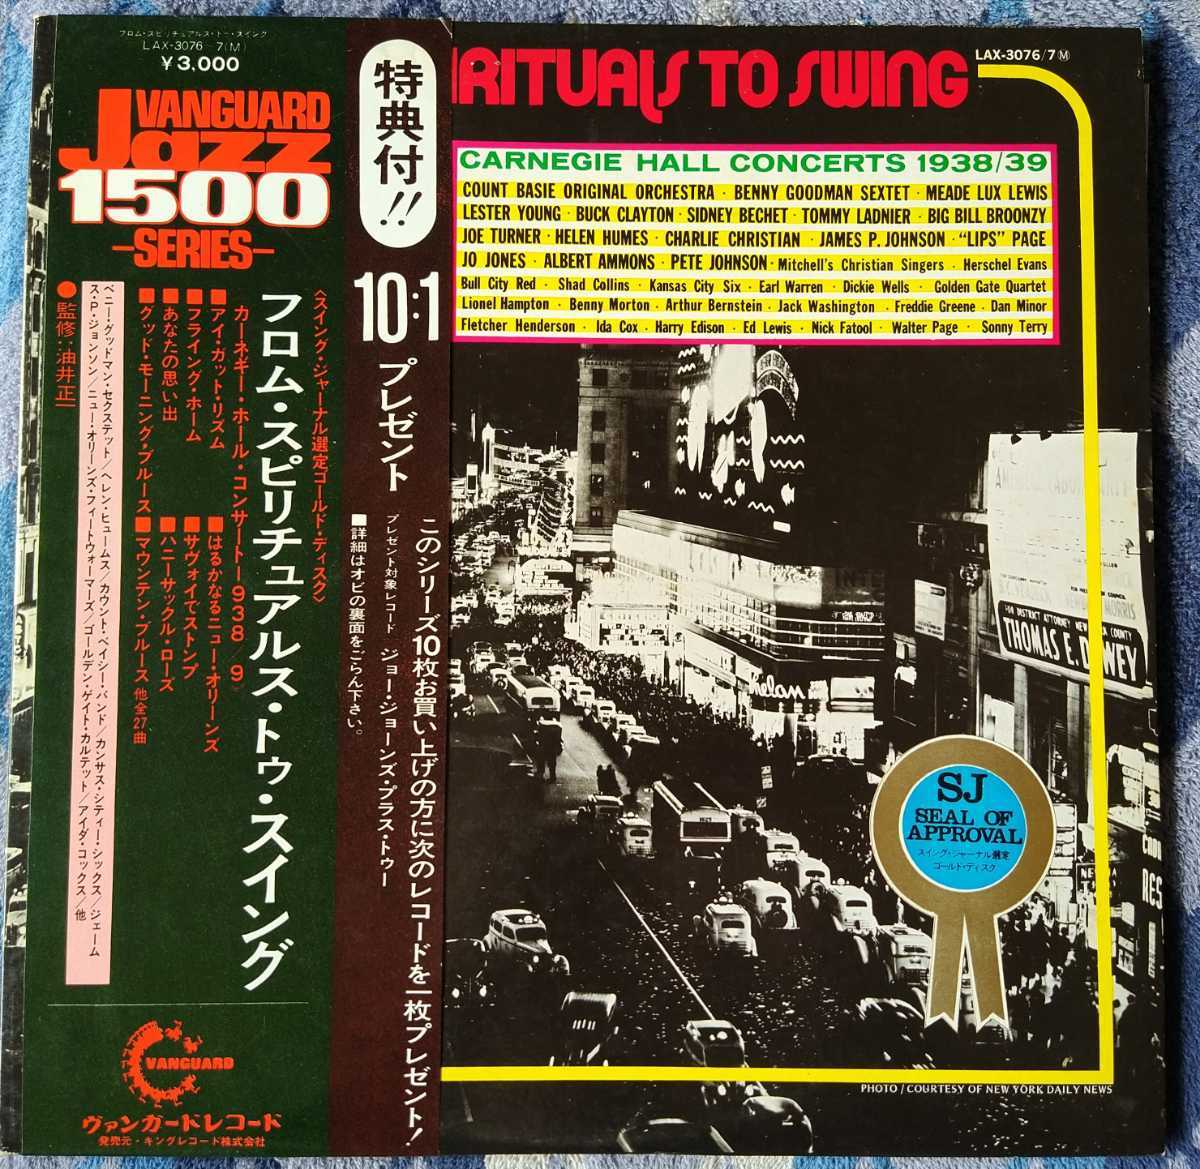 フロム・スピリチュアルス・トゥ・スイング
LAX-3076~7(M)
¥3,000
VANGUARD
Jazz
1500
-SERIES-
〈スイング・ジャーナル選定ゴールド・ディスク〉
フロム・スピリチュアルス・トゥ・スイング
カーネギー・ホール・コンサート1938/9
■アイ・ガット・リズム
■フライング・ホーム
■あなたの思い出
■グッド・モーニング・ブルース
■はるかなるニュー・オリーンズ
■サヴォイでストンプ
■ハニーサックル・ローズ
■マウンテン・ブルース 他全27曲
ベニー・グッドマン・セクステット/ヘレン・ヒュームス/カウント・ベイシー・バンド/カンサス・シティー・シックス/ジェーム
ス・P・ジョンソン/ニュー・オリーンズ・フィートウォーマーズ/ゴールデン・ゲイト・カルテット/アイダ・コックス/他
●監修:油井正一
VANGUARD
ヴァンガードレコード
発売元・キングレコード株式会社
特典付!!
10:1
プレゼント
このシリーズ10枚お買い上げの方に次のレコードを一枚プレゼント!
プレゼント対象レコード ジョー・ジョーンズ・プラス・トゥー
■詳細はオビの裏面をごらん下さい。
IRITUALS TO SWING
LAX-3076/7Ⓜ
CARNEGIE HALL CONCERTS 1938/39
COUNT BASIE ORIGINAL ORCHESTRA · BENNY GOODMAN SEXTET · MEADE LUX LEWIS
LESTER YOUNG · BUCK CLAYTON · SIDNEY BECHET · TOMMY LADNIER · BIG BILL BROONZY
JOE TURNER · HELEN HUMES · CHARLIE CHRISTIAN · JAMES P. JOHNSON · "LIPS" PAGE
JO JONES · ALBERT AMMONS · PETE JOHNSON · Mitchell's Christian Singers · Herschel Evans
Bull City Red · Shad Collins · Kansas City Six · Earl Warren · Dickie Wells · Golden Gate Quartet
Lionel Hampton · Benny Morton · Arthur Bernstein · Jack Washington · Freddie Greene · Dan Minor
Fletcher Henderson · Ida Cox · Harry Edison · Ed Lewis · Nick Fatool · Walter Page · Sonny Terry
MORRIS
FOR DISTRICT ATTORNEY NEW YORK COUNTY
THOMAS E. DEWEY
SJ
SEAL OF
APPROVAL
スイング・ジャーナル選定
ゴールド・ディスク
PHOTO / COURTESY OF NEW YORK DAILY NEWS